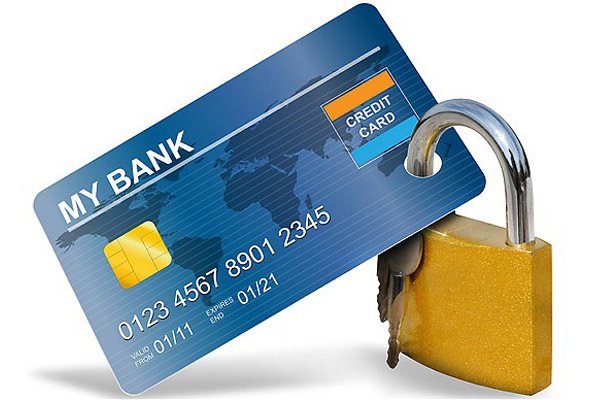 MY BANK
CREDIT
CARD
0123 4567 8901 2345
VALID
FROM 01/11
EXPIRES
END 01/21